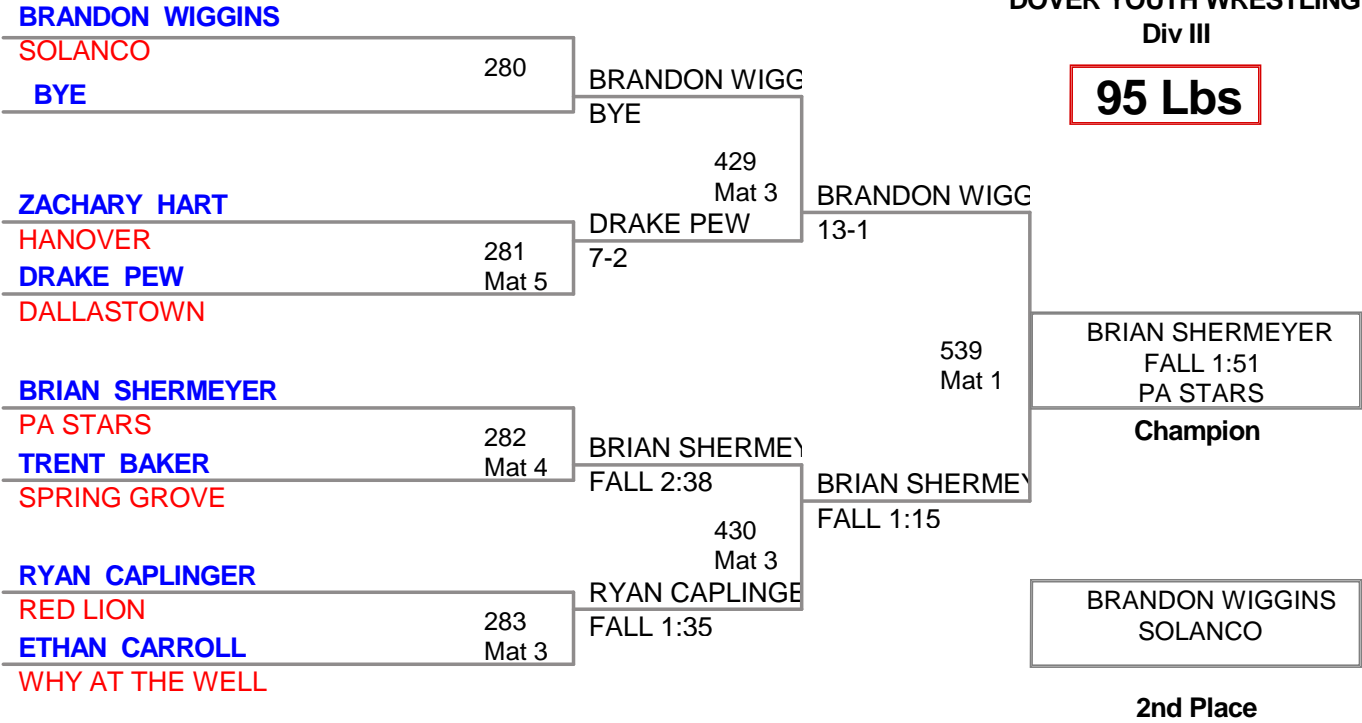 DOVER YOUTH WRESTLING
Div III
95 Lbs
BRANDON WIGGINS
SOLANCO
BYE
280
ZACHARY HART
HANOVER
DRAKE PEW
DALLASTOWN
281
Mat 5
BRIAN SHERMEYER
PA STARS
TRENT BAKER
SPRING GROVE
282
Mat 4
RYAN CAPLINGER
RED LION
ETHAN CARROLL
WHY AT THE WELL
283
Mat 3
BRANDON WIGG
BYE
429
Mat 3
DRAKE PEW
7-2
BRIAN SHERMEY
FALL 2:38
430
Mat 3
RYAN CAPLINGE
FALL 1:35
BRANDON WIGG
13-1
539
Mat 1
BRIAN SHERMEY
FALL 1:15
BRIAN SHERMEYER
FALL 1:51
PA STARS
Champion
BRANDON WIGGINS
SOLANCO
2nd Place